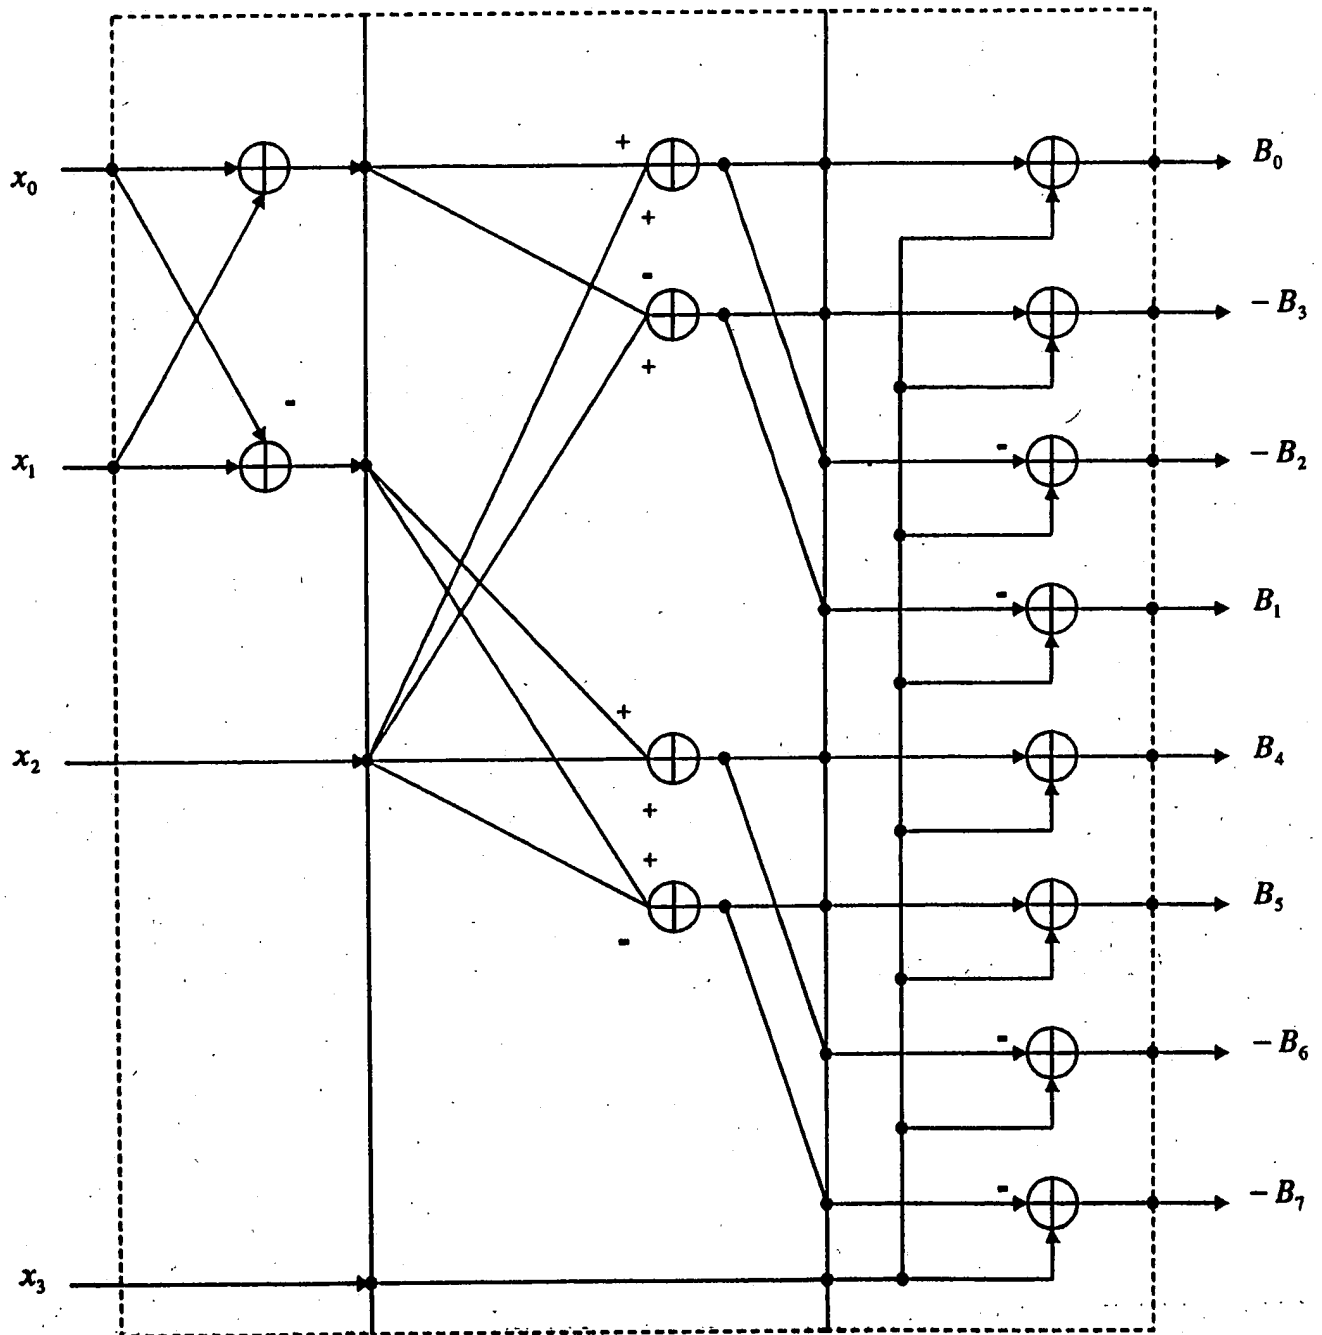 +
x₀
B₀
+
-
- B₃
+
-
x₁
-
- B₂
-
B₁
+
x₂
B₄
+
+
B₅
-
-
- B₆
-
- B₇
x₃